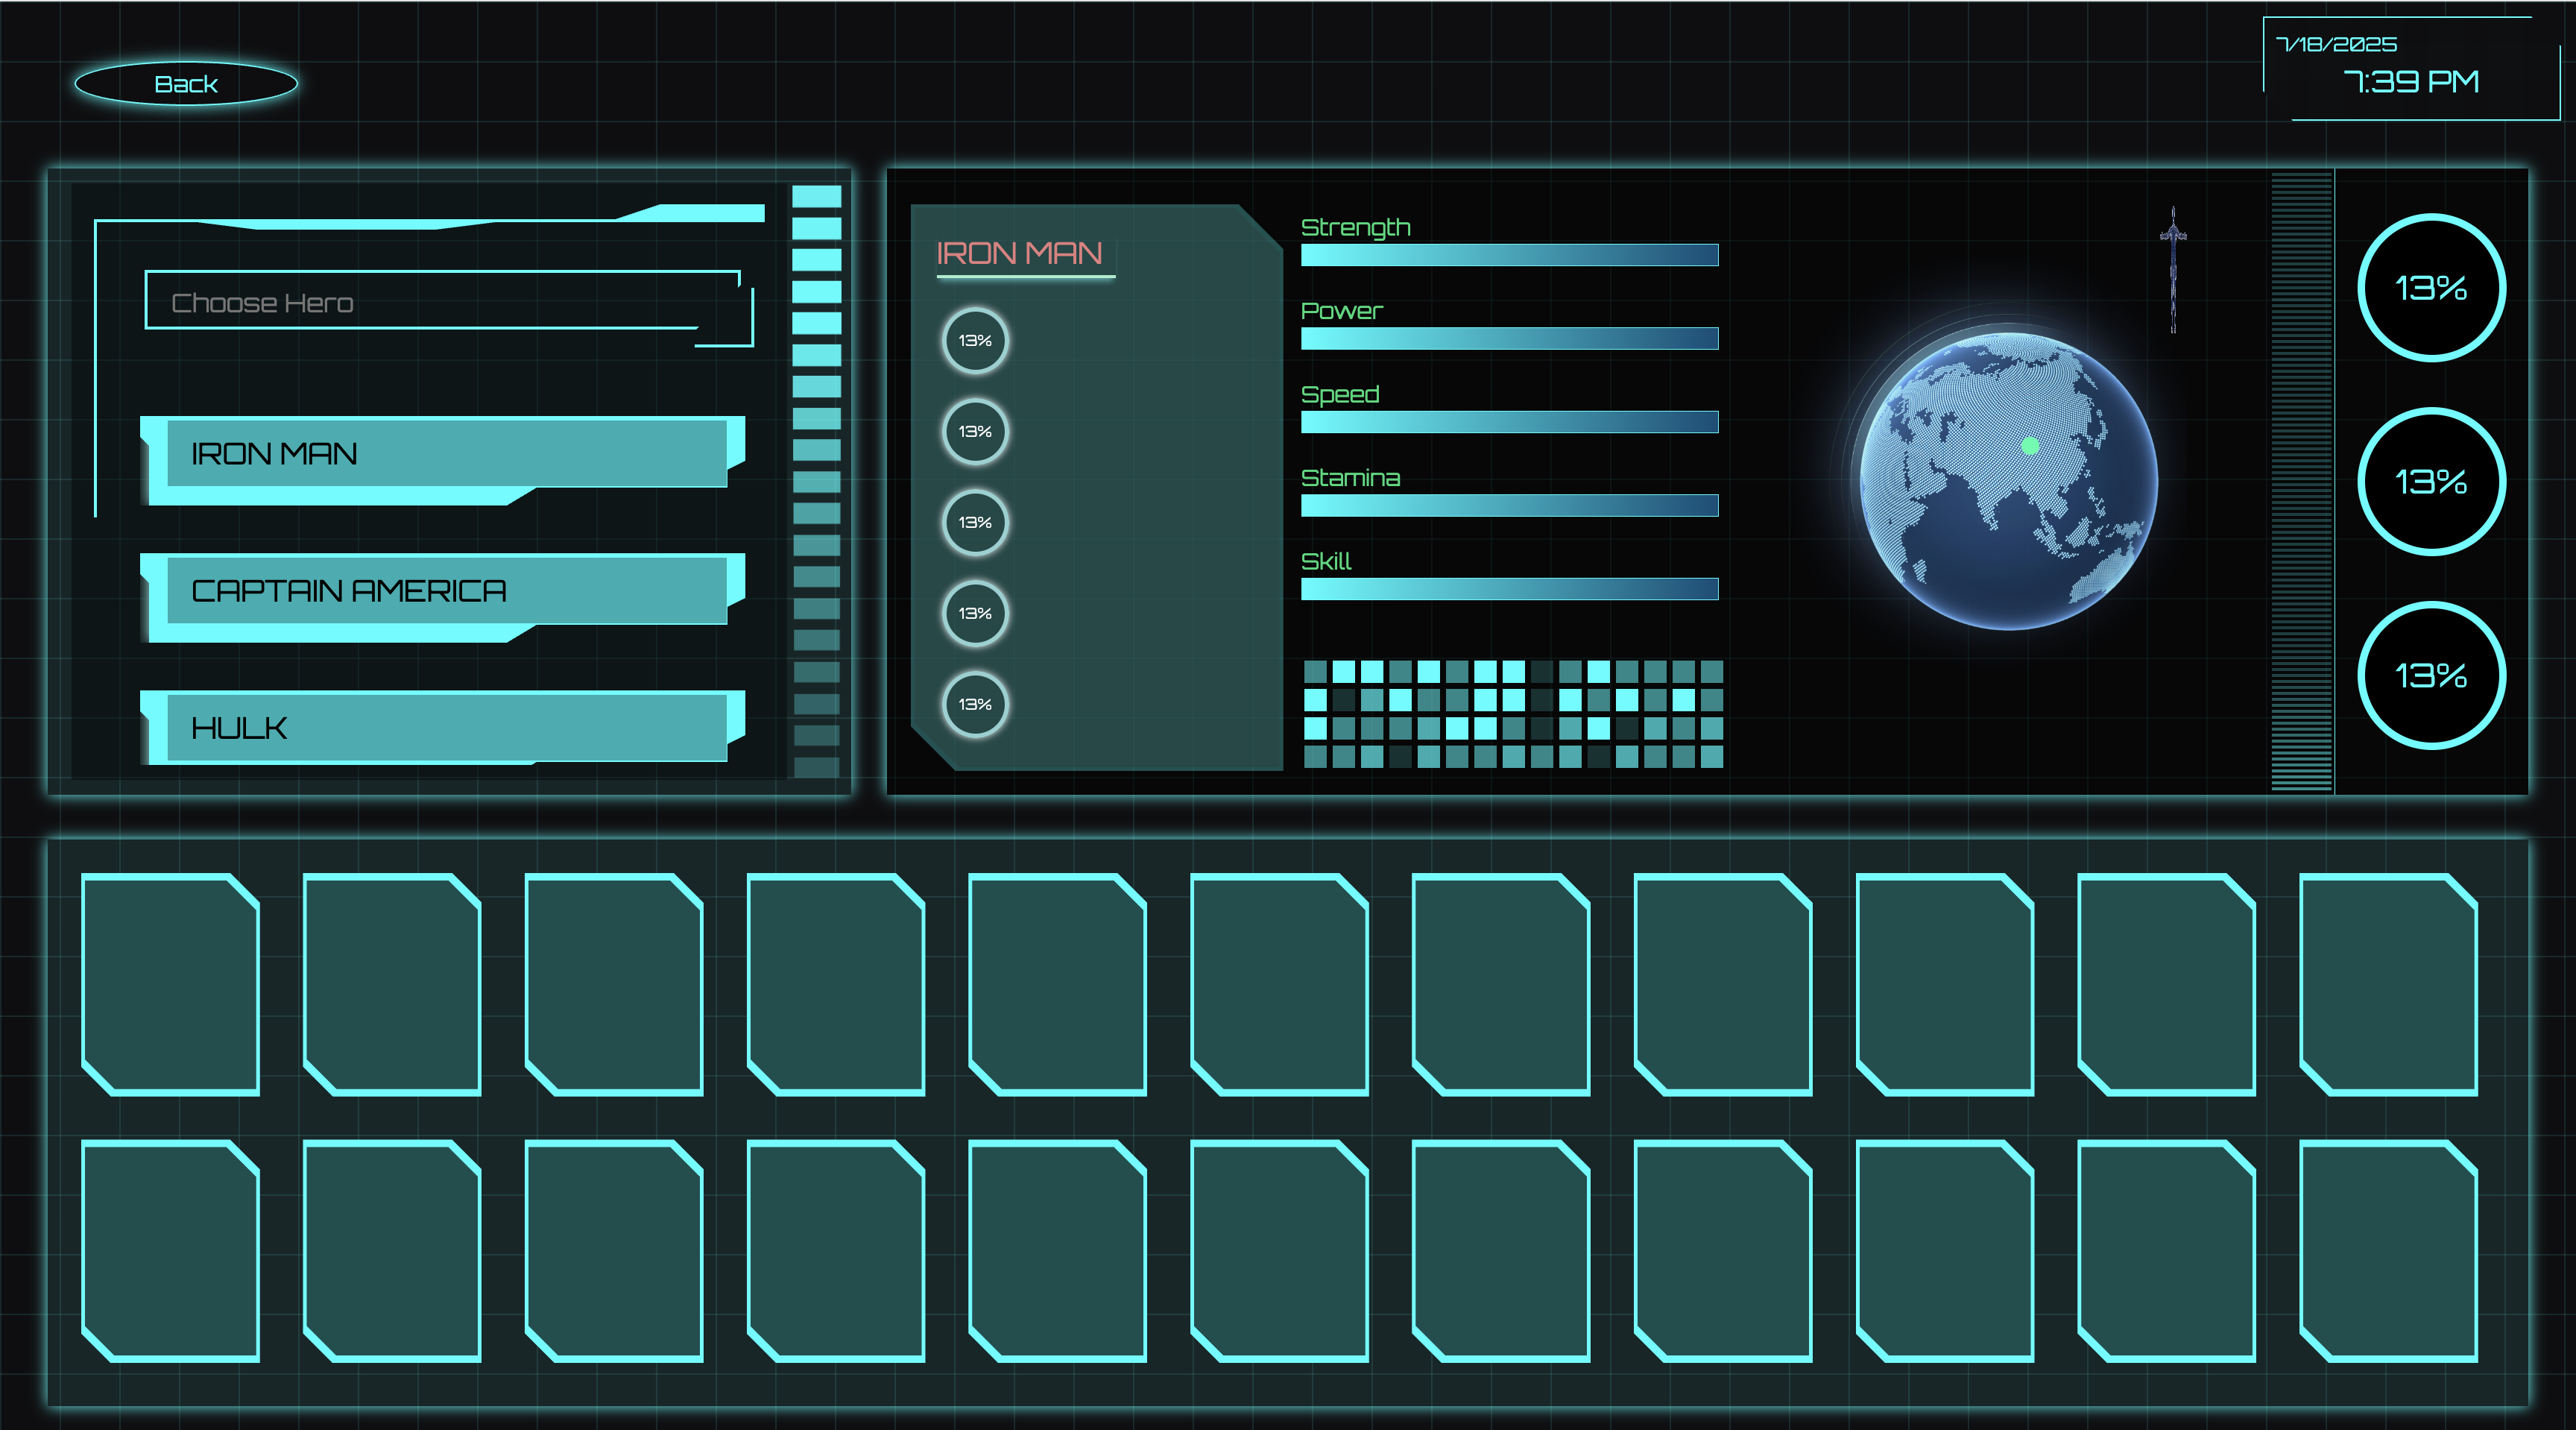 Back
7/18/2025
7:39 PM
Choose Hero
IRON MAN
CAPTAIN AMERICA
HULK
IRON MAN
13%
13%
13%
13%
13%
Strength
Power
Speed
Stamina
Skill
13%
13%
13%